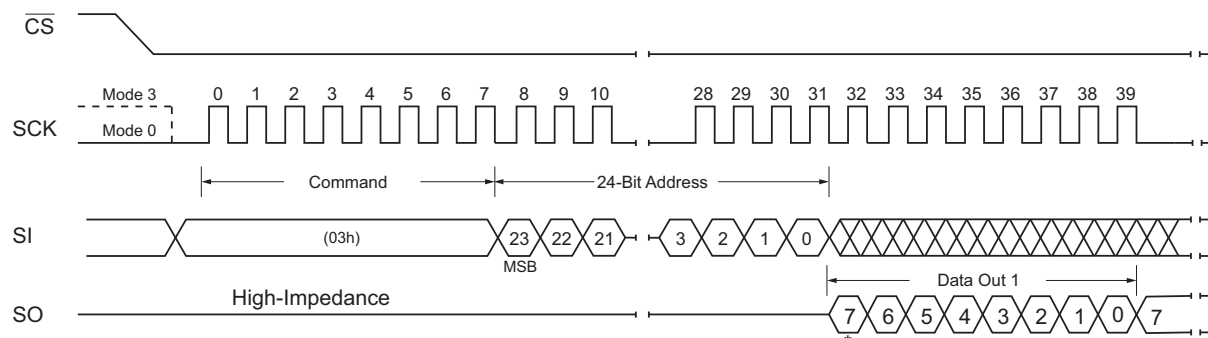 CS
Mode 3
0 1 2 3 4 5 6 7 8 9 10 28 29 30 31 32 33 34 35 36 37 38 39
SCK
Mode 0
Command
24-Bit Address
SI
(03h)
23 22 21 3 2 1 0
MSB
Data Out 1
High-Impedance
SO
7 6 5 4 3 2 1 0 7
*